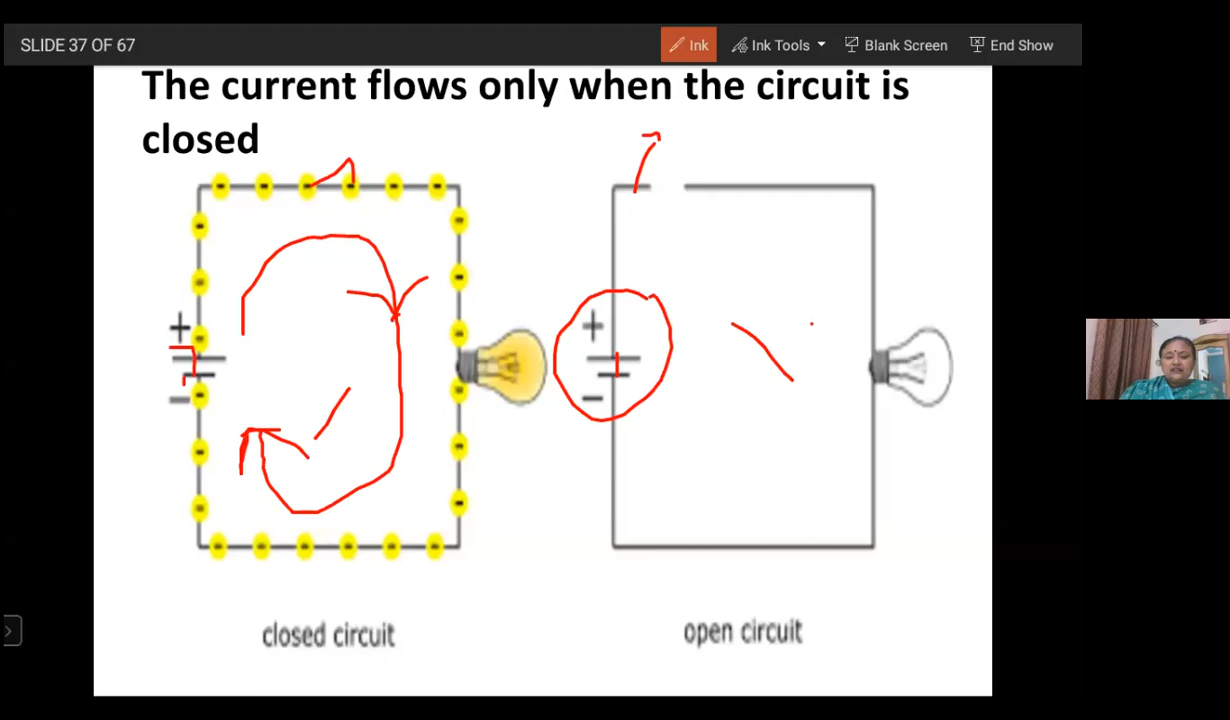 SLIDE 37 OF 67
Ink
Ink Tools
Blank Screen
End Show
The current flows only when the circuit is
closed
+
−
+
−
closed circuit
open circuit